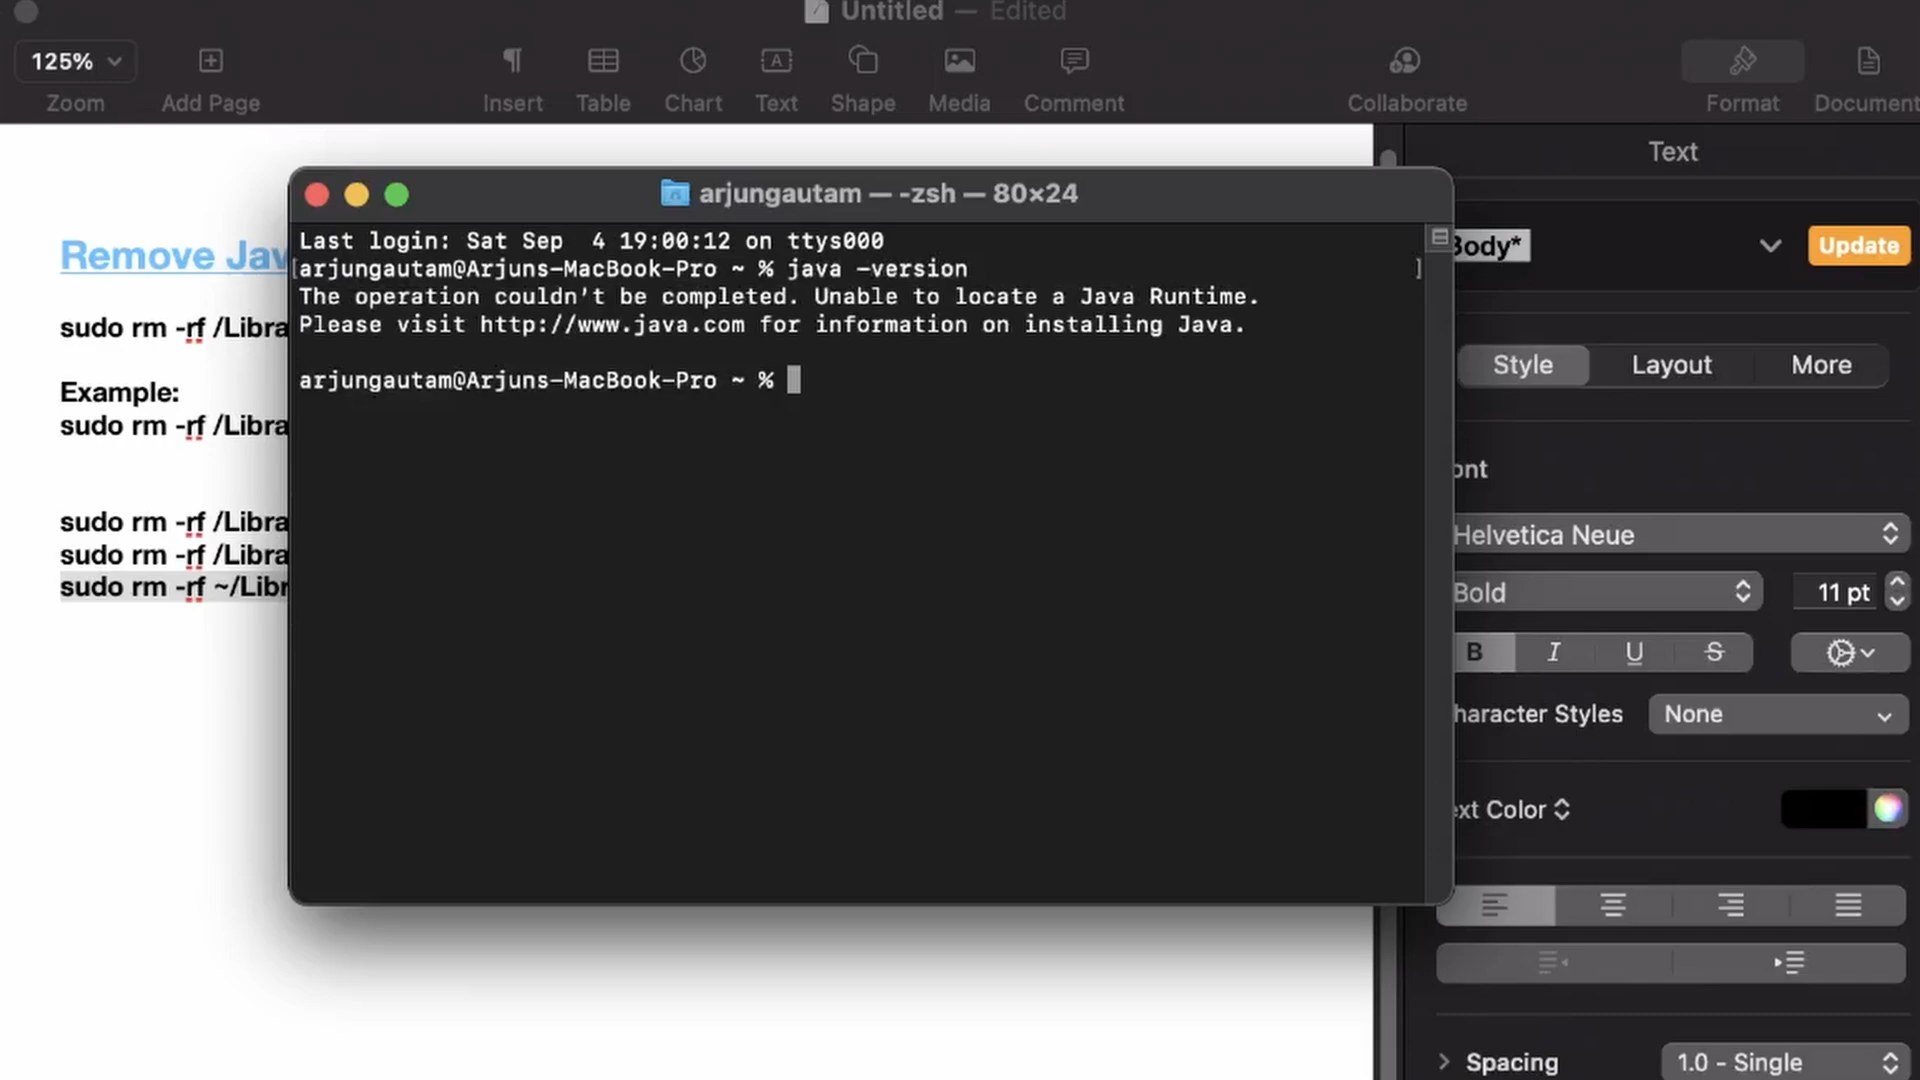 Untitled — Edited
125%
Zoom
Add Page
Insert
Table
Chart
Text
Shape
Media
Comment
Collaborate
Format
Document
Text
Remove Jav
sudo rm -rf /Libra
Example:
sudo rm -rf /Libra
sudo rm -rf /Libra
sudo rm -rf /Libra
sudo rm -rf ~/Libr
arjungautam — -zsh — 80×24
Last login: Sat Sep  4 19:00:12 on ttys000
[arjungautam@Arjuns-MacBook-Pro ~ % java -version ]
The operation couldn't be completed. Unable to locate a Java Runtime.
Please visit http://www.java.com for information on installing Java.
arjungautam@Arjuns-MacBook-Pro ~ %
Body*
Update
Style
Layout
More
ont
Helvetica Neue
Bold
11 pt
B I U S
haracter Styles
None
ext Color
Spacing
1.0 - Single